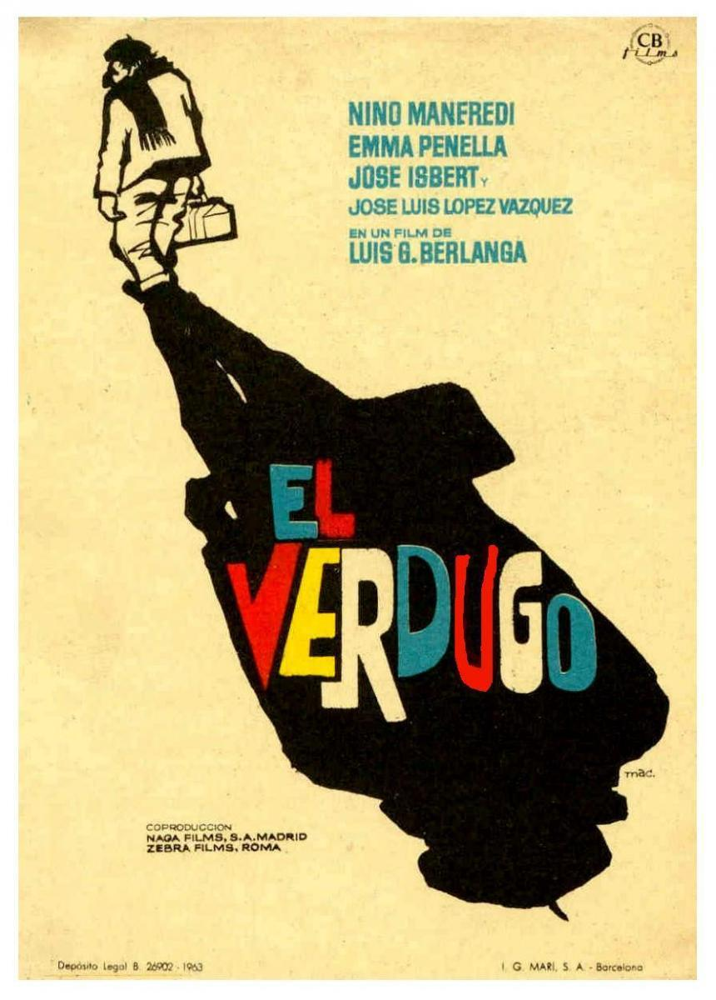 CB
films
NINO MANFREDI
EMMA PENELLA
JOSE ISBERT Y
JOSE LUIS LOPEZ VAZQUEZ
EN UN FILM DE
LUIS G. BERLANGA
EL
VERDUGO
mac.
COPRODUCCION
NAGA FILMS, S.A. MADRID
ZEBRA FILMS, ROMA
Depósito Legal B. 26902 - 1963
I. G. MARI, S. A. - Barcelona